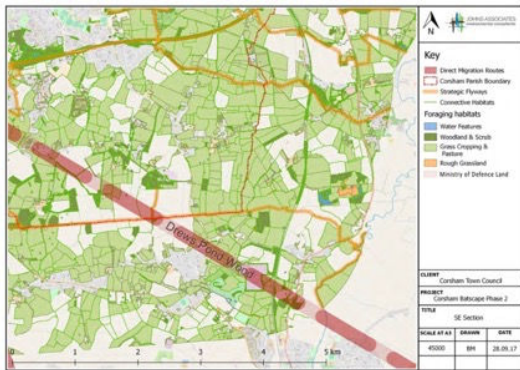 Drews Pond Wood
0 1 2 3 4 5 km
N
JOHNS ASSOCIATES
Key
Direct Migration Routes
Corsham Parish Boundary
Strategic Flyways
Connective Habitats
Foraging habitats
Water Features
Woodland & Scrub
Grass Cropping &
Pasture
Rough Grassland
Ministry of Defence Land
CLIENT
Corsham Town Council
PROJECT
Corsham Batscape Phase 2
TITLE
SE Section
SCALE AT A3 DRAWN DATE
45000 BM 28.09.17